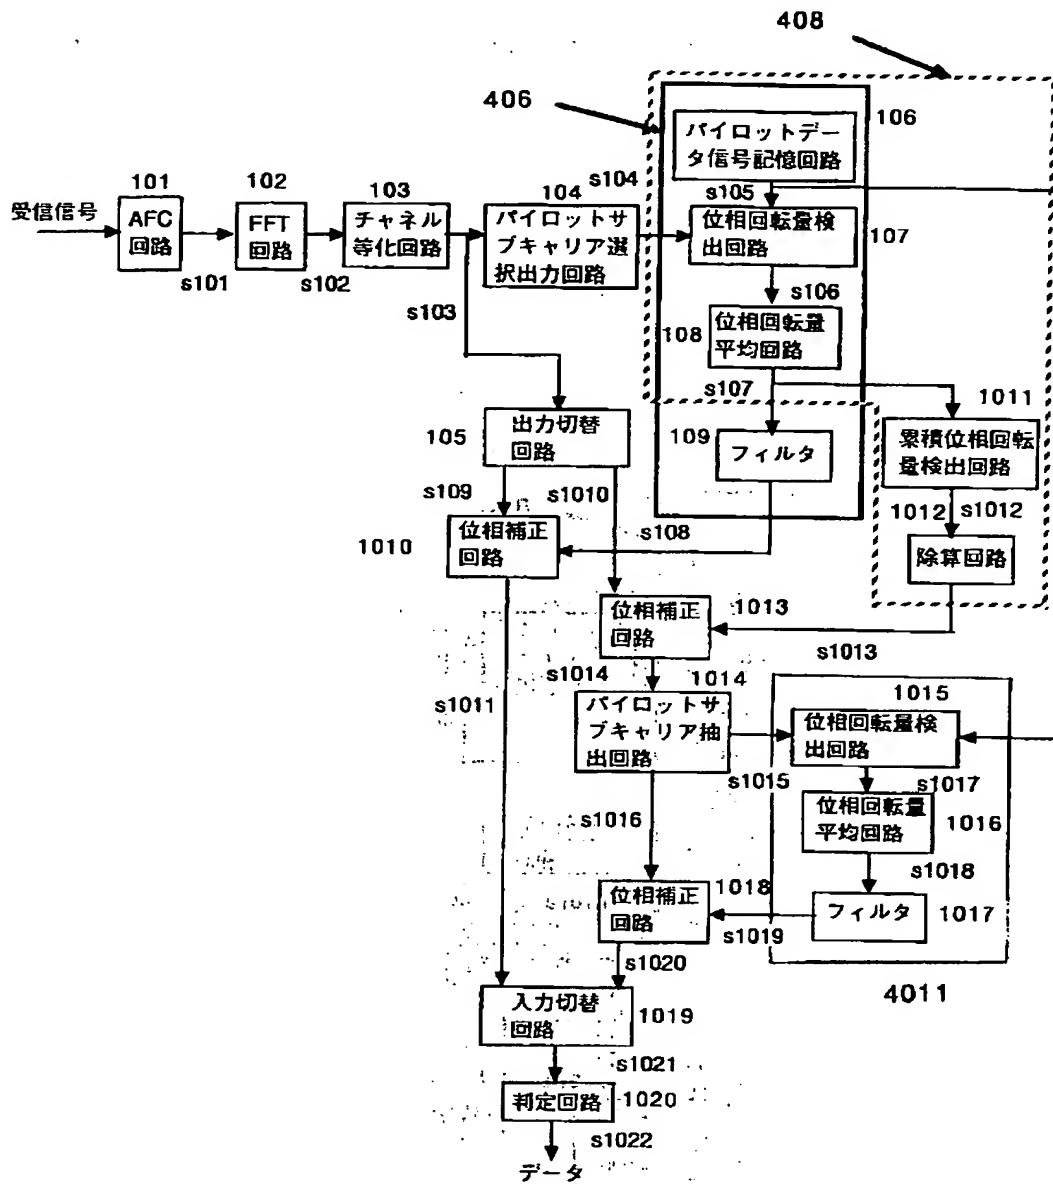 408
406
106
パイロットデー
タ信号記憶回路
s104
101
102
103
104
s105
受信信号
AFC
回路
FFT
回路
チャネル
等化回路
パイロットサ
ブキャリア選
択出力回路
位相回転量検
出回路
107
s101
s102
s103
s106
108
位相回転量
平均回路
s107
1011
105
出力切替
回路
109
フィルタ
累積位相回転
量検出回路
s109
s1010
1012
s1012
1010
位相補正
回路
s108
除算回路
位相補正
回路
1013
s1013
s1014
1014
s1011
パイロットサ
ブキャリア抽
出回路
1015
位相回転量検
出回路
s1015
s1017
s1016
位相回転量
平均回路
1016
s1018
位相補正
回路
1018
フィルタ
1017
s1019
s1020
4011
入力切替
回路
1019
s1021
判定回路
1020
s1022
データ